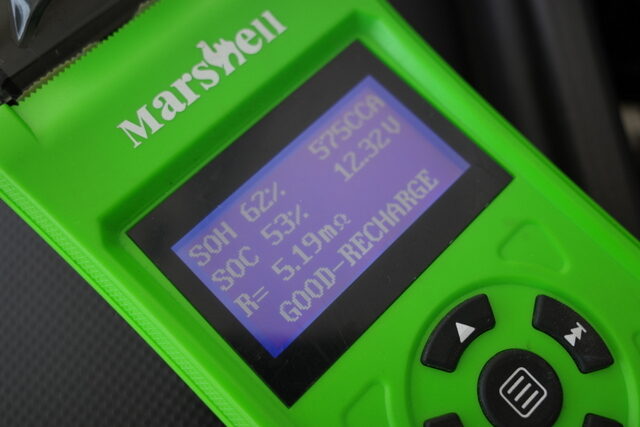 Marshell
SOH 62% 575CCA
SOC 53% 12.32V
R= 5.19mΩ
GOOD-RECHARGE